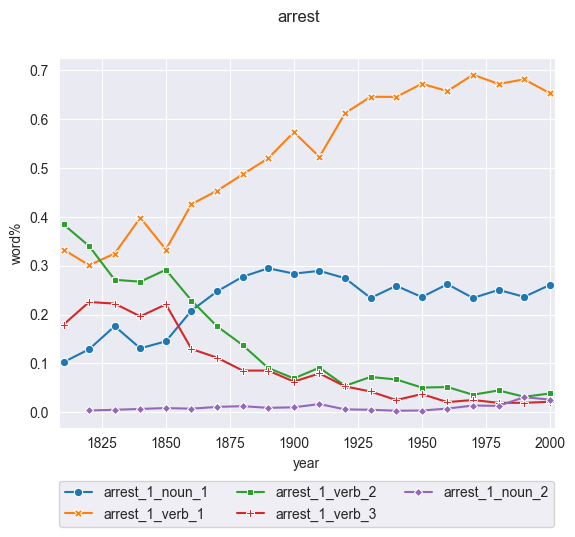 arrest
0.7
0.6
0.5
0.4
0.3
0.2
0.1
0.0
word%
1825 1850 1875 1900 1925 1950 1975 2000
year
arrest_1_noun_1 arrest_1_verb_2 arrest_1_noun_2
arrest_1_verb_1 arrest_1_verb_3